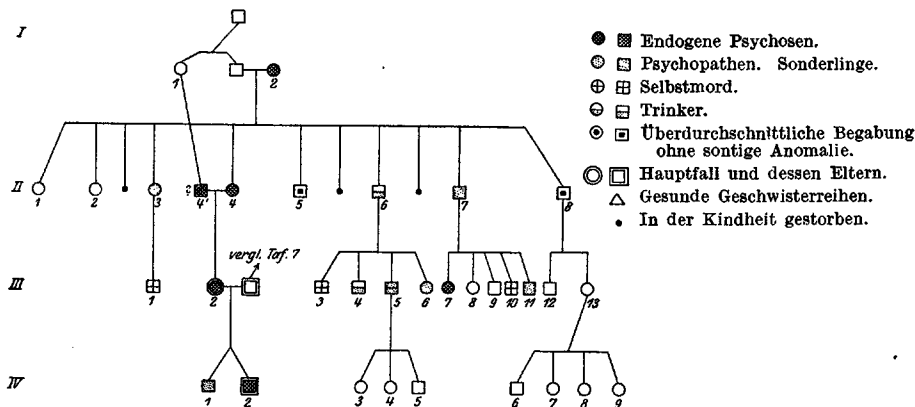 I
1
2
Endogene Psychosen.
Psychopathen. Sonderlinge.
Selbstmord.
Trinker.
Überdurchschnittliche Begabung
ohne sontige Anomalie.
Hauptfall und dessen Eltern.
Gesunde Geschwisterreihen.
In der Kindheit gestorben.
II
1 2 3 ? 4' 4 5 6 7 8
vergl. Taf. 7
III
1 2 3 4 5 6 7 8 9 10 11 12 13
IV
1 2 3 4 5 6 7 8 9